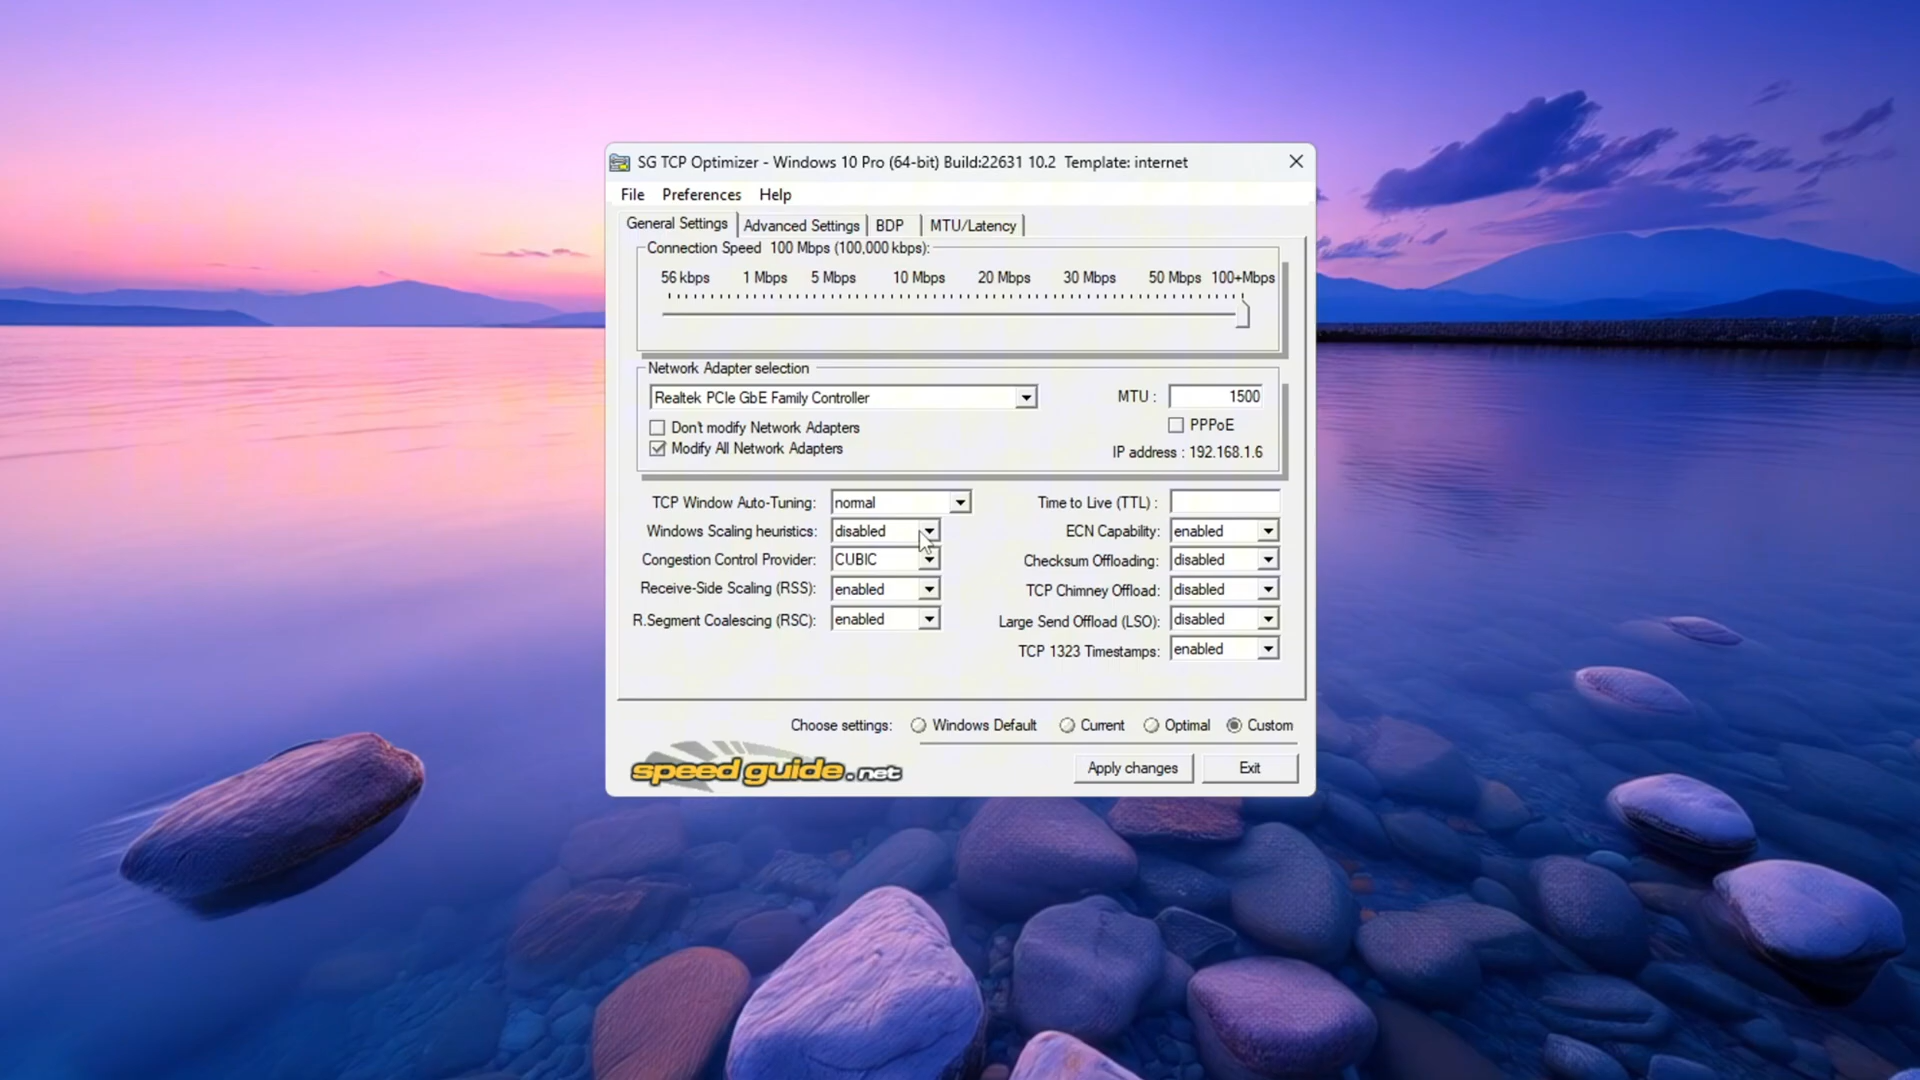 SG TCP Optimizer - Windows 10 Pro (64-bit) Build:22631 10.2 Template: internet
File Preferences Help
General Settings Advanced Settings BDP MTU/Latency
Connection Speed 100 Mbps (100,000 kbps):
56 kbps 1 Mbps 5 Mbps 10 Mbps 20 Mbps 30 Mbps 50 Mbps 100+Mbps
Network Adapter selection
Realtek PCIe GbE Family Controller MTU : 1500
Don't modify Network Adapters PPPoE
Modify All Network Adapters IP address : 192.168.1.6
TCP Window Auto-Tuning: normal Time to Live (TTL) :
Windows Scaling heuristics: disabled ECN Capability: enabled
Congestion Control Provider: CUBIC Checksum Offloading: disabled
Receive-Side Scaling (RSS): enabled TCP Chimney Offload: disabled
R.Segment Coalescing (RSC): enabled Large Send Offload (LSO): disabled
TCP 1323 Timestamps: enabled
Choose settings: Windows Default Current Optimal Custom
speed guide.net Apply changes Exit